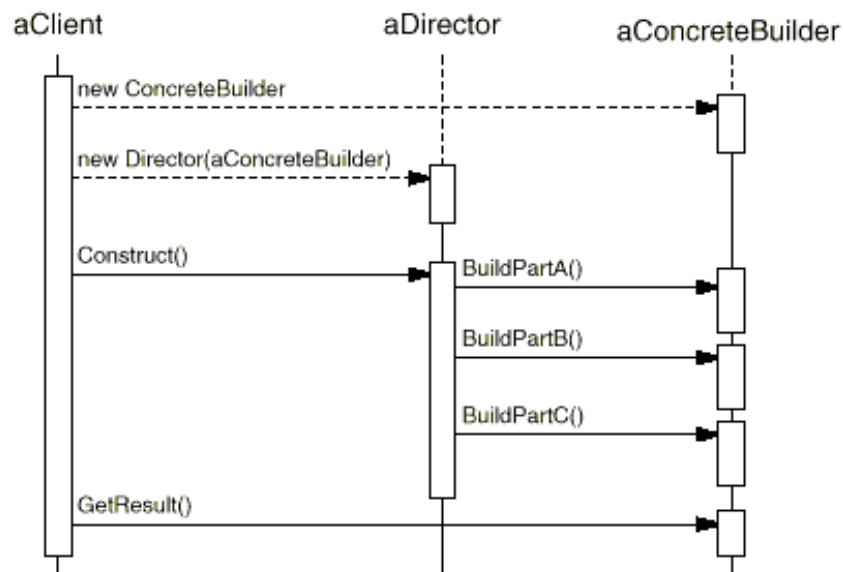 aClient
aDirector
aConcreteBuilder
new ConcreteBuilder
new Director(aConcreteBuilder)
Construct()
BuildPartA()
BuildPartB()
BuildPartC()
GetResult()